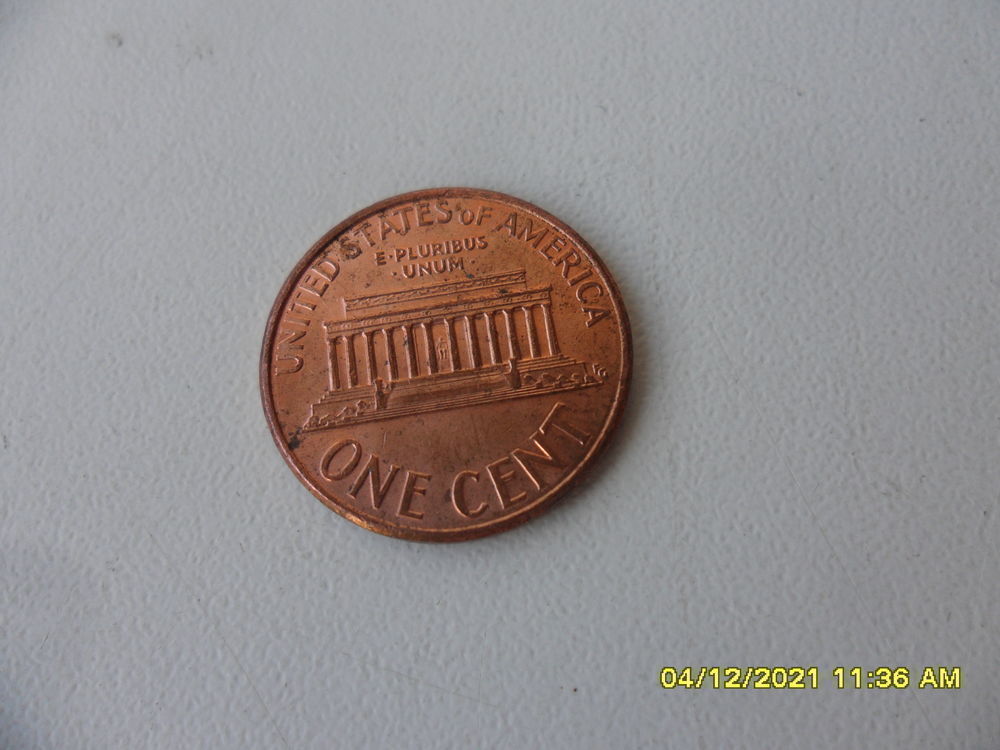 UNITED STATES OF AMERICA
E·PLURIBUS
·UNUM·
ONE CENT
04/12/2021 11:36 AM